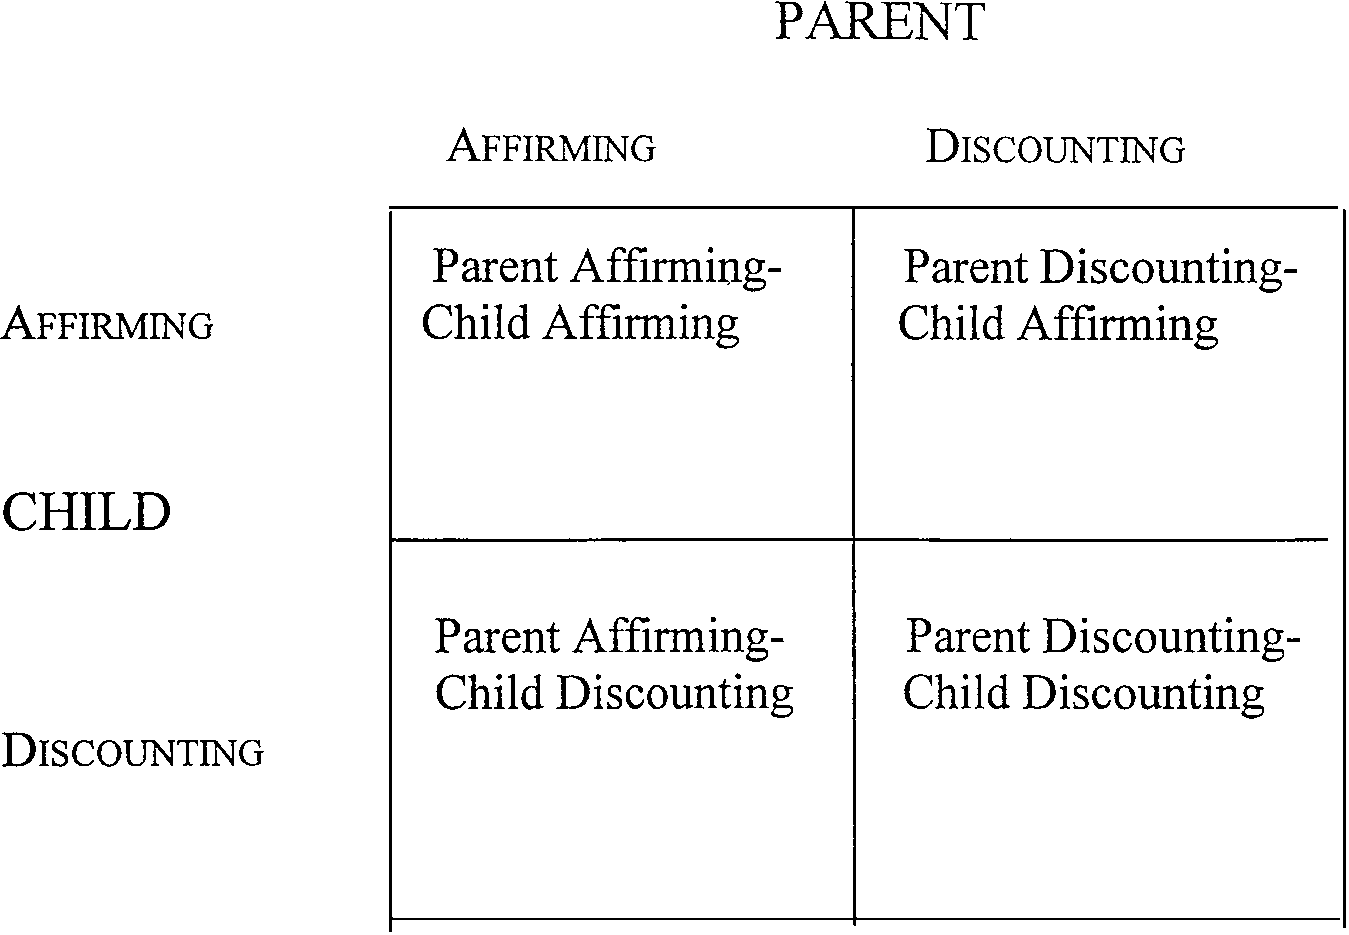 PARENT
AFFIRMING DISCOUNTING
Parent Affirming- Parent Discounting-
AFFIRMING Child Affirming Child Affirming
CHILD
Parent Affirming- Parent Discounting-
Child Discounting Child Discounting
DISCOUNTING